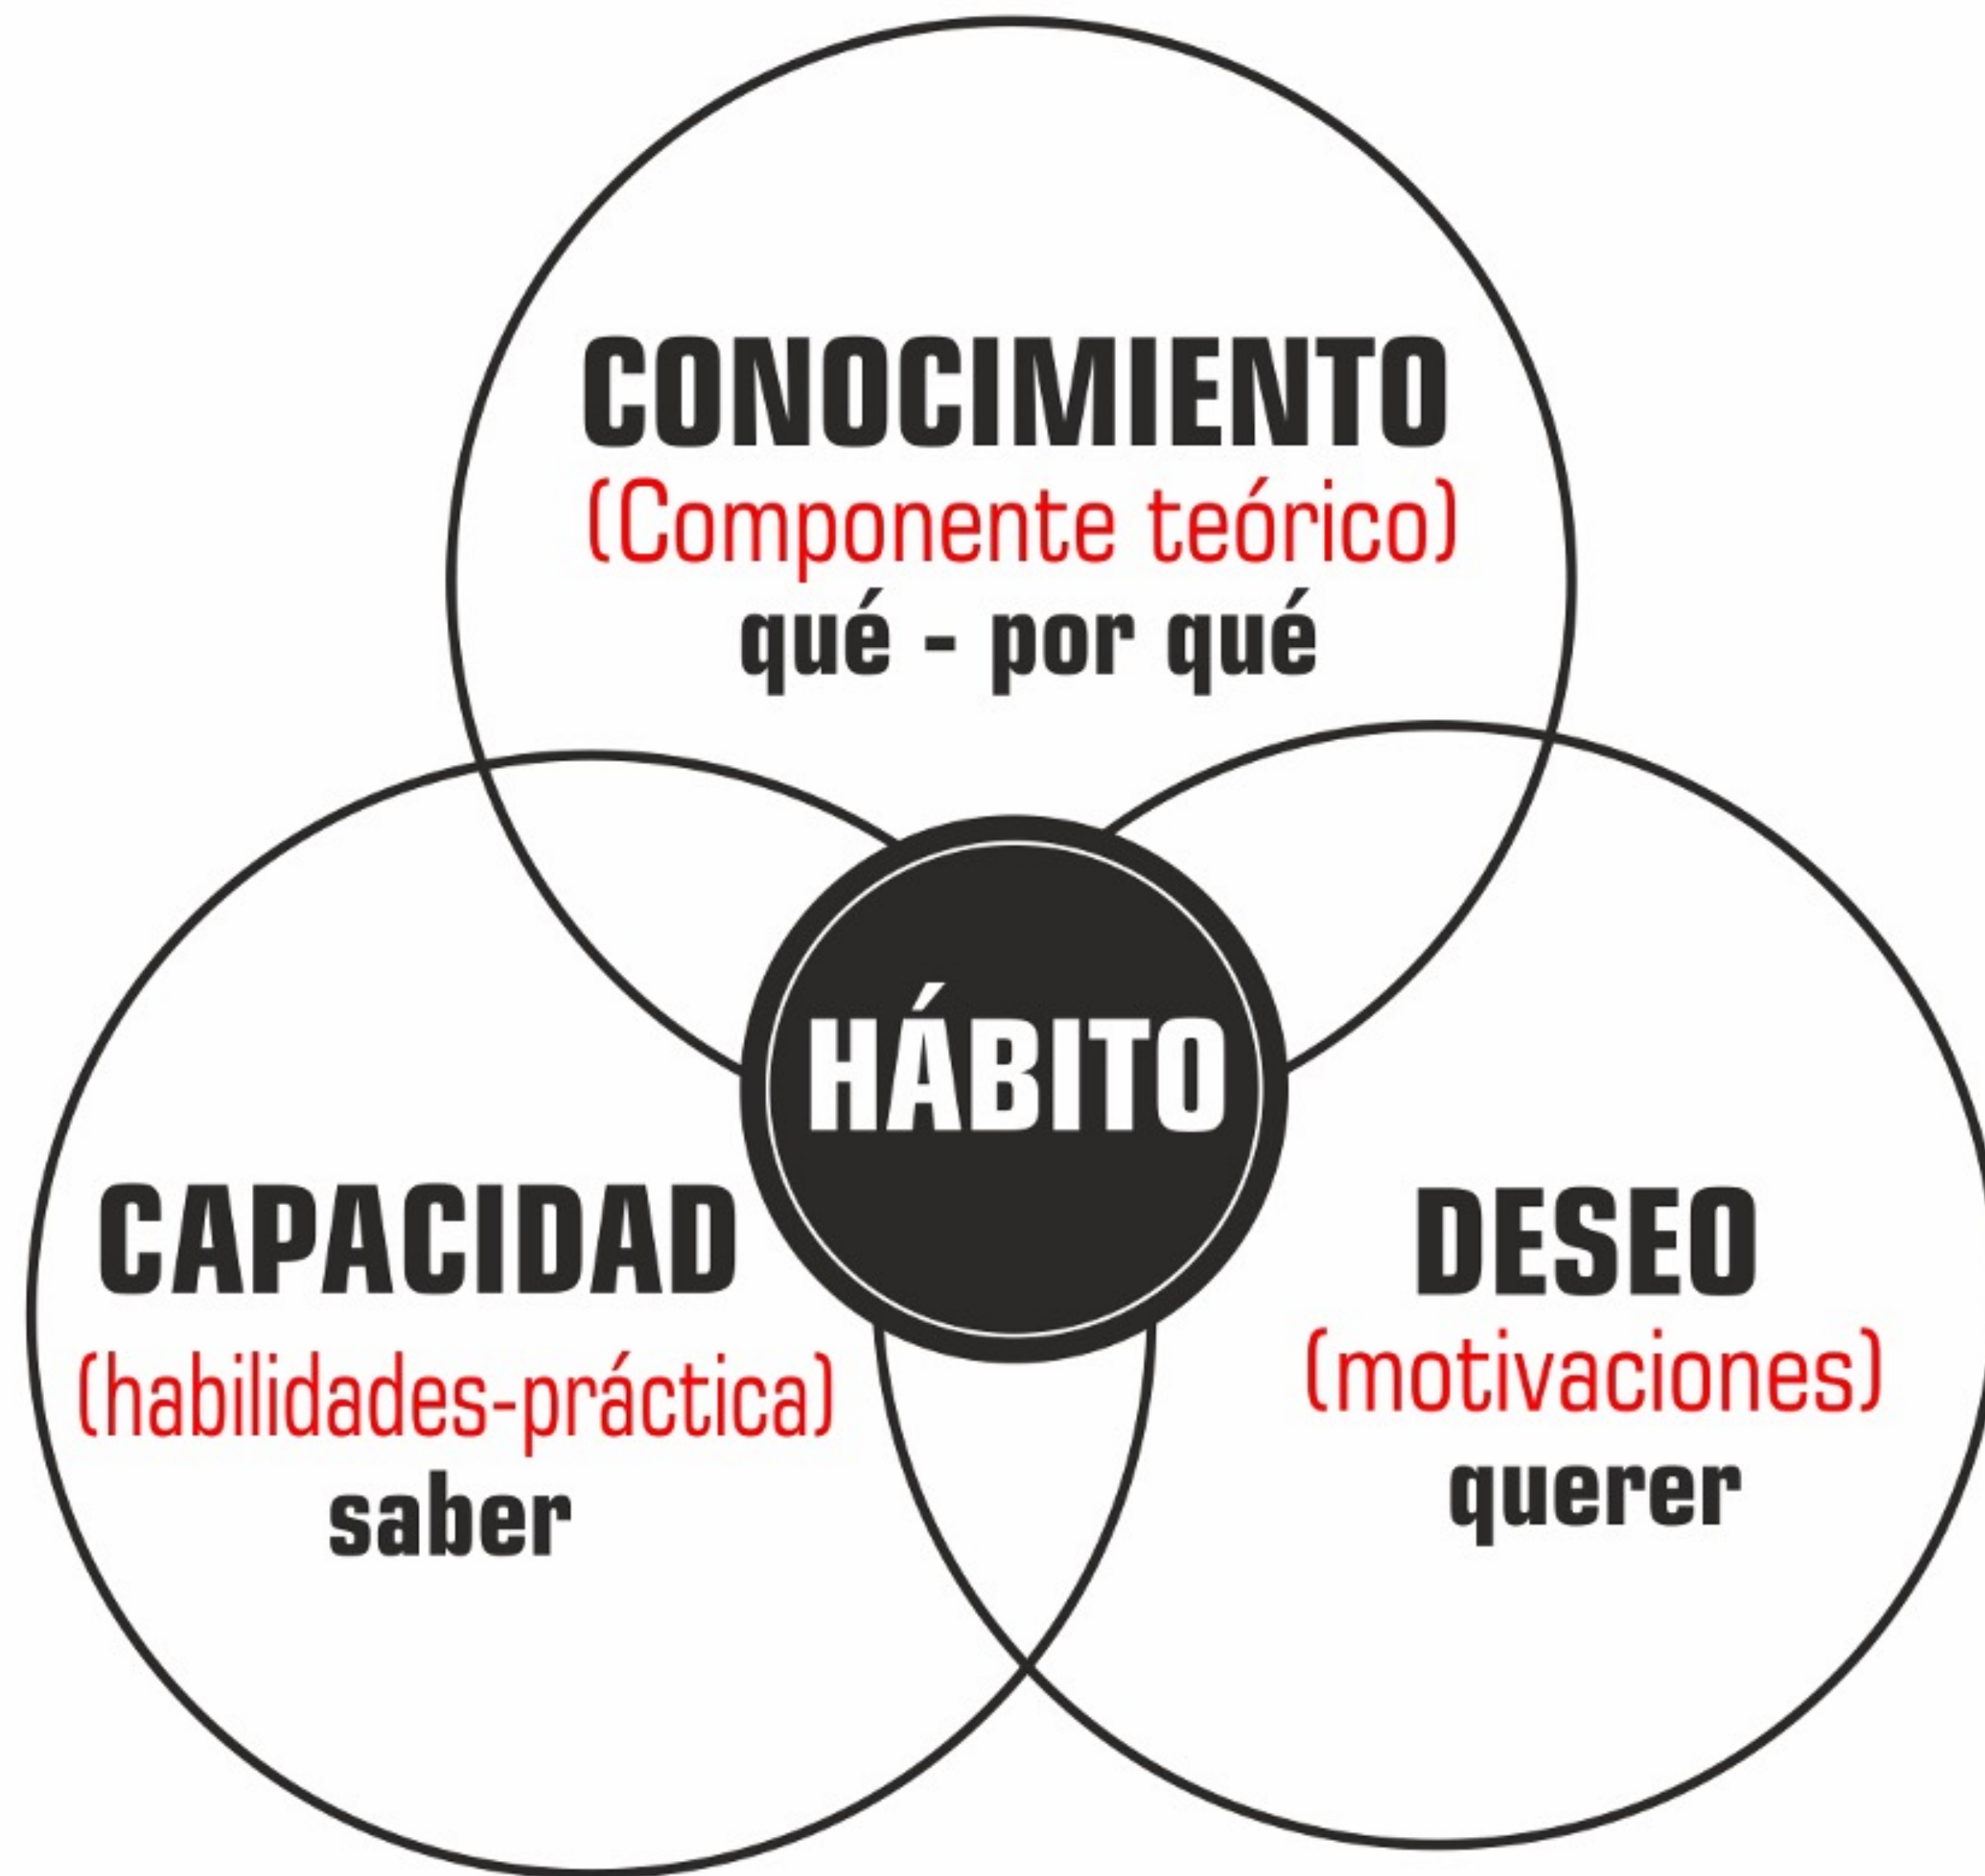 CONOCIMIENTO
(Componente teórico)
qué - por qué
HÁBITO
CAPACIDAD
(habilidades-práctica)
saber
DESEO
(motivaciones)
querer